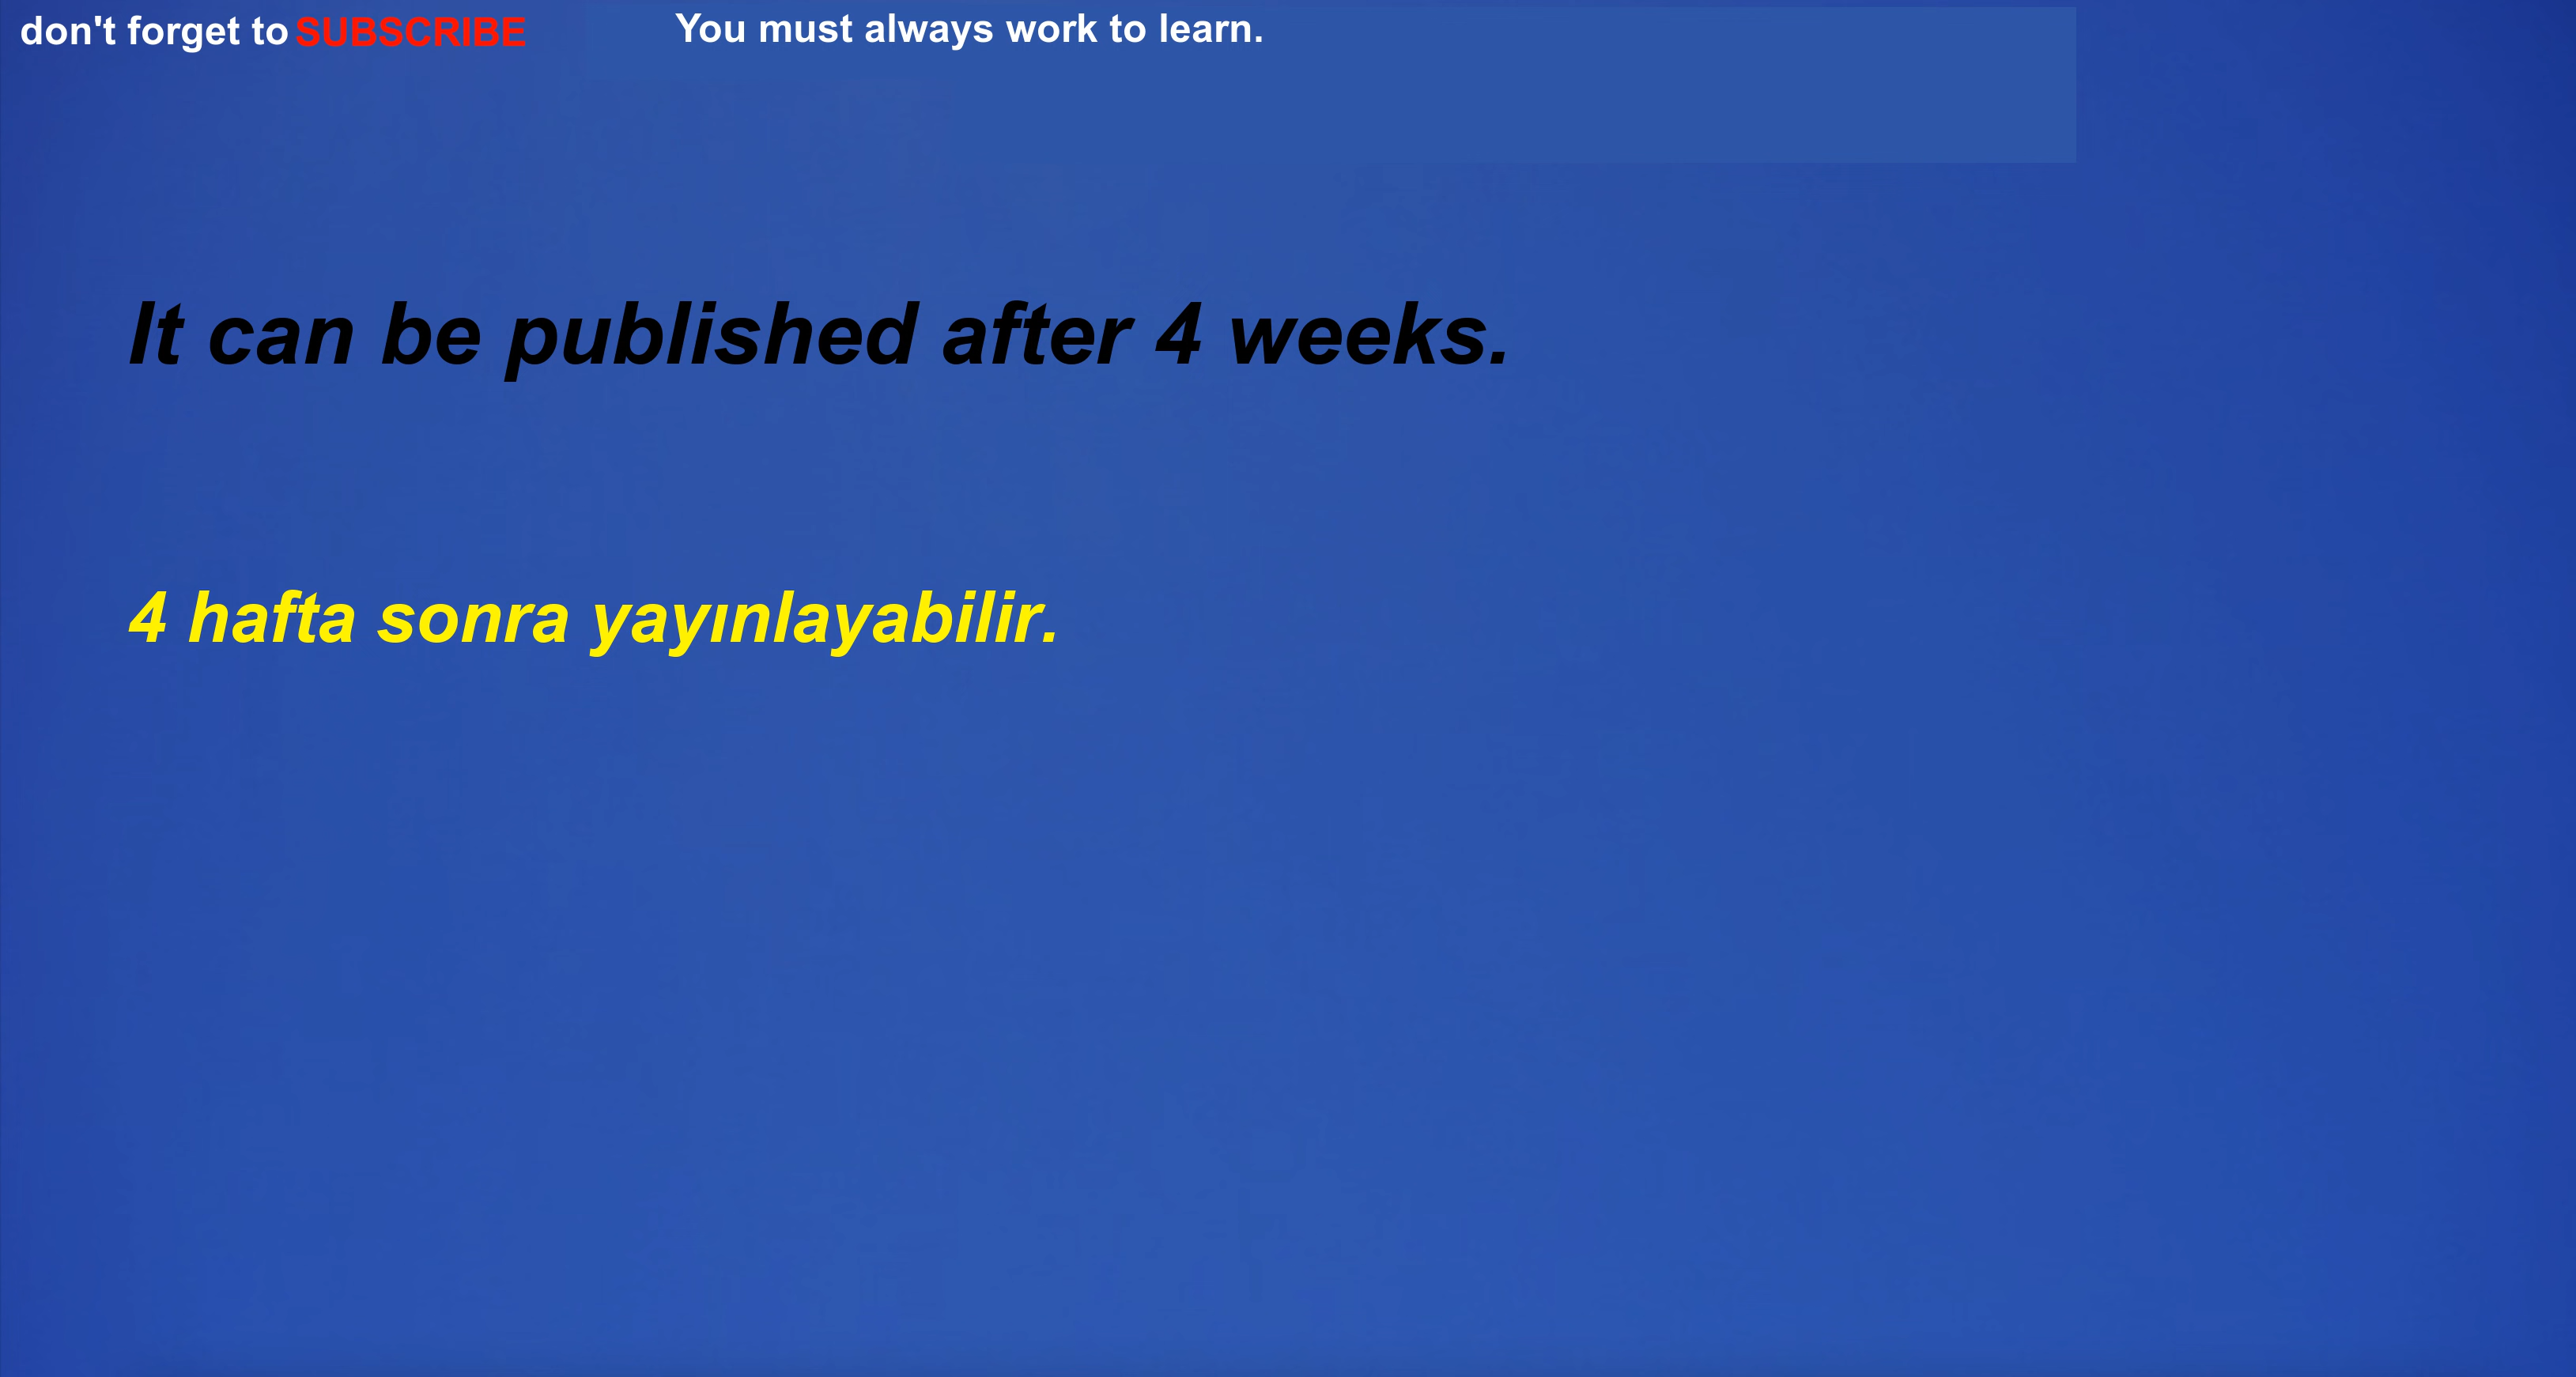 don't forget to SUBSCRIBE You must always work to learn.
It can be published after 4 weeks.
4 hafta sonra yayınlayabilir.